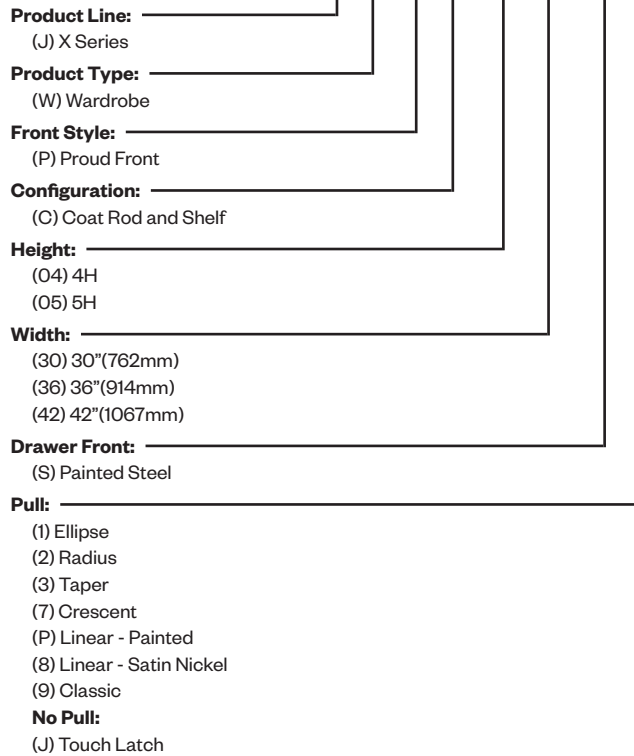 Product Line:
(J) X Series
Product Type:
(W) Wardrobe
Front Style:
(P) Proud Front
Configuration:
(C) Coat Rod and Shelf
Height:
(04) 4H
(05) 5H
Width:
(30) 30”(762mm)
(36) 36”(914mm)
(42) 42”(1067mm)
Drawer Front:
(S) Painted Steel
Pull:
(1) Ellipse
(2) Radius
(3) Taper
(7) Crescent
(P) Linear - Painted
(8) Linear - Satin Nickel
(9) Classic
No Pull:
(J) Touch Latch